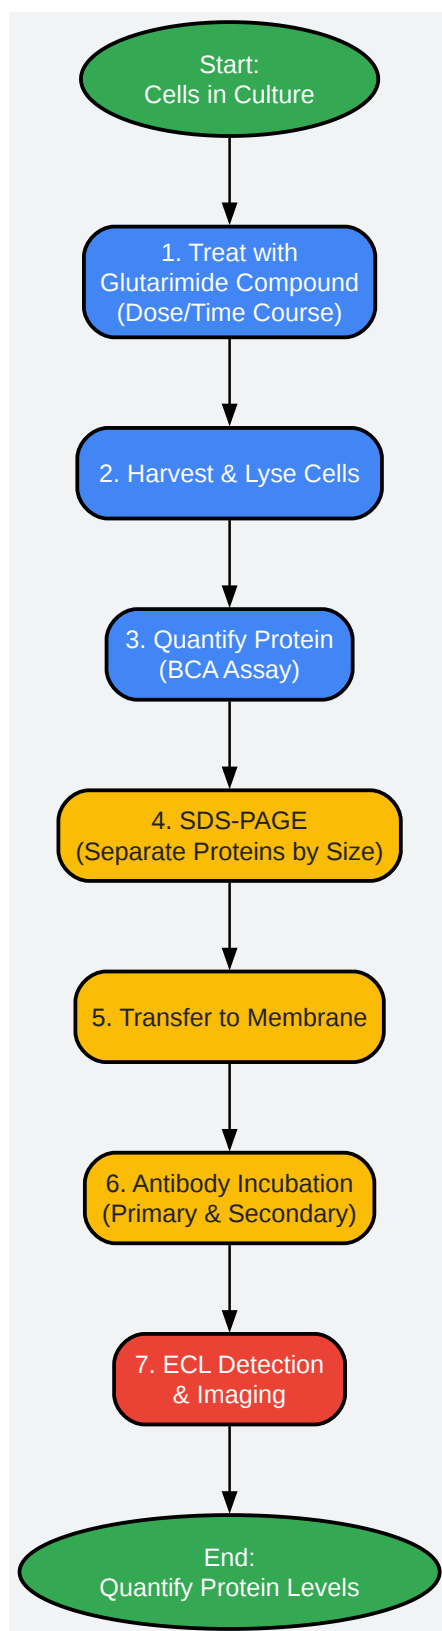 Start:
Cells in Culture
1. Treat with
Glutarimide Compound
(Dose/Time Course)
2. Harvest & Lyse Cells
3. Quantify Protein
(BCA Assay)
4. SDS-PAGE
(Separate Proteins by Size)
5. Transfer to Membrane
6. Antibody Incubation
(Primary & Secondary)
7. ECL Detection
& Imaging
End:
Quantify Protein Levels